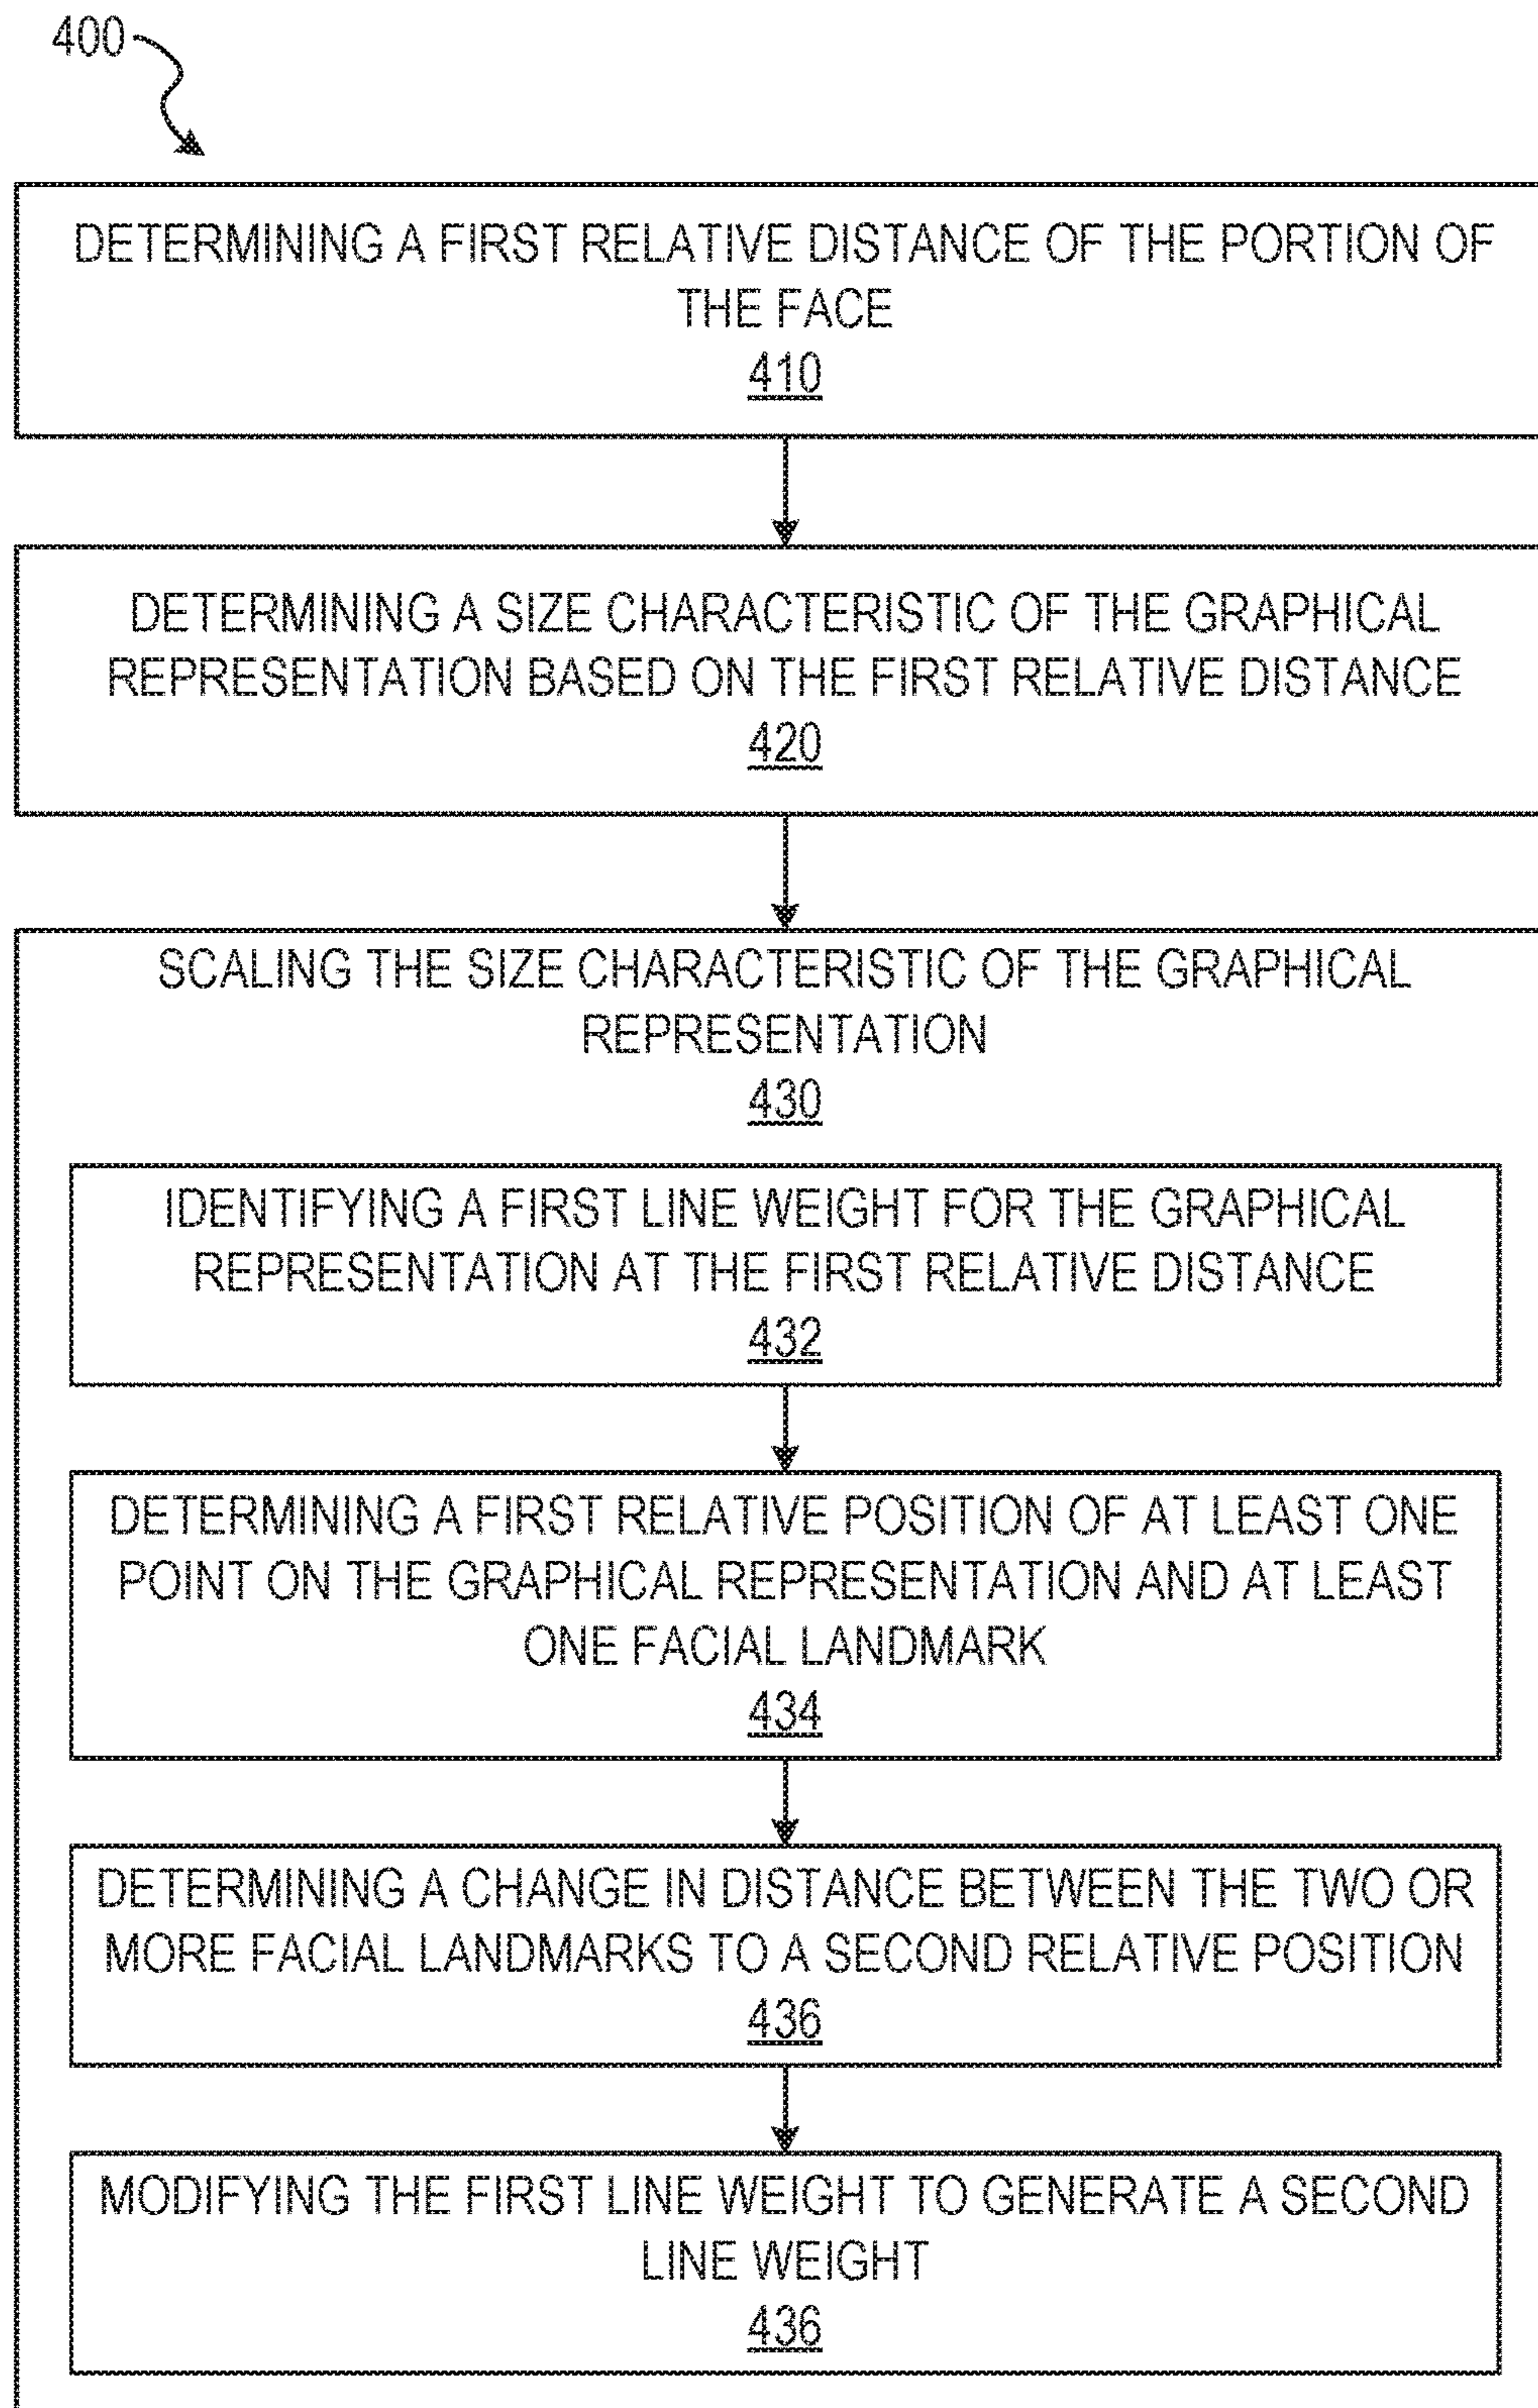 400
DETERMINING A FIRST RELATIVE DISTANCE OF THE PORTION OF
THE FACE
410
DETERMINING A SIZE CHARACTERISTIC OF THE GRAPHICAL
REPRESENTATION BASED ON THE FIRST RELATIVE DISTANCE
420
SCALING THE SIZE CHARACTERISTIC OF THE GRAPHICAL
REPRESENTATION
430
IDENTIFYING A FIRST LINE WEIGHT FOR THE GRAPHICAL
REPRESENTATION AT THE FIRST RELATIVE DISTANCE
432
DETERMINING A FIRST RELATIVE POSITION OF AT LEAST ONE
POINT ON THE GRAPHICAL REPRESENTATION AND AT LEAST
ONE FACIAL LANDMARK
434
DETERMINING A CHANGE IN DISTANCE BETWEEN THE TWO OR
MORE FACIAL LANDMARKS TO A SECOND RELATIVE POSITION
436
MODIFYING THE FIRST LINE WEIGHT TO GENERATE A SECOND
LINE WEIGHT
436